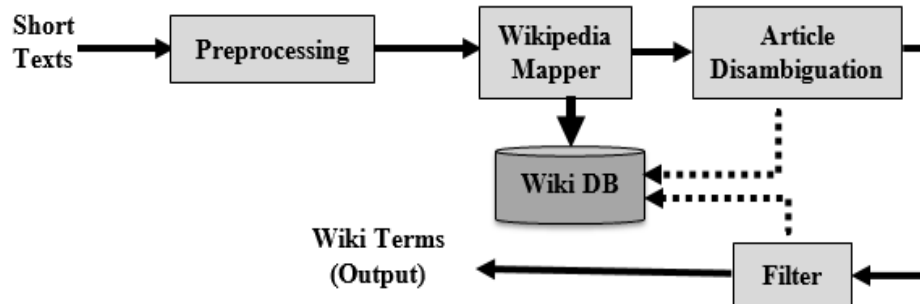 Short
Texts
Preprocessing
Wikipedia
Mapper
Article
Disambiguation
Wiki DB
Wiki Terms
(Output)
Filter